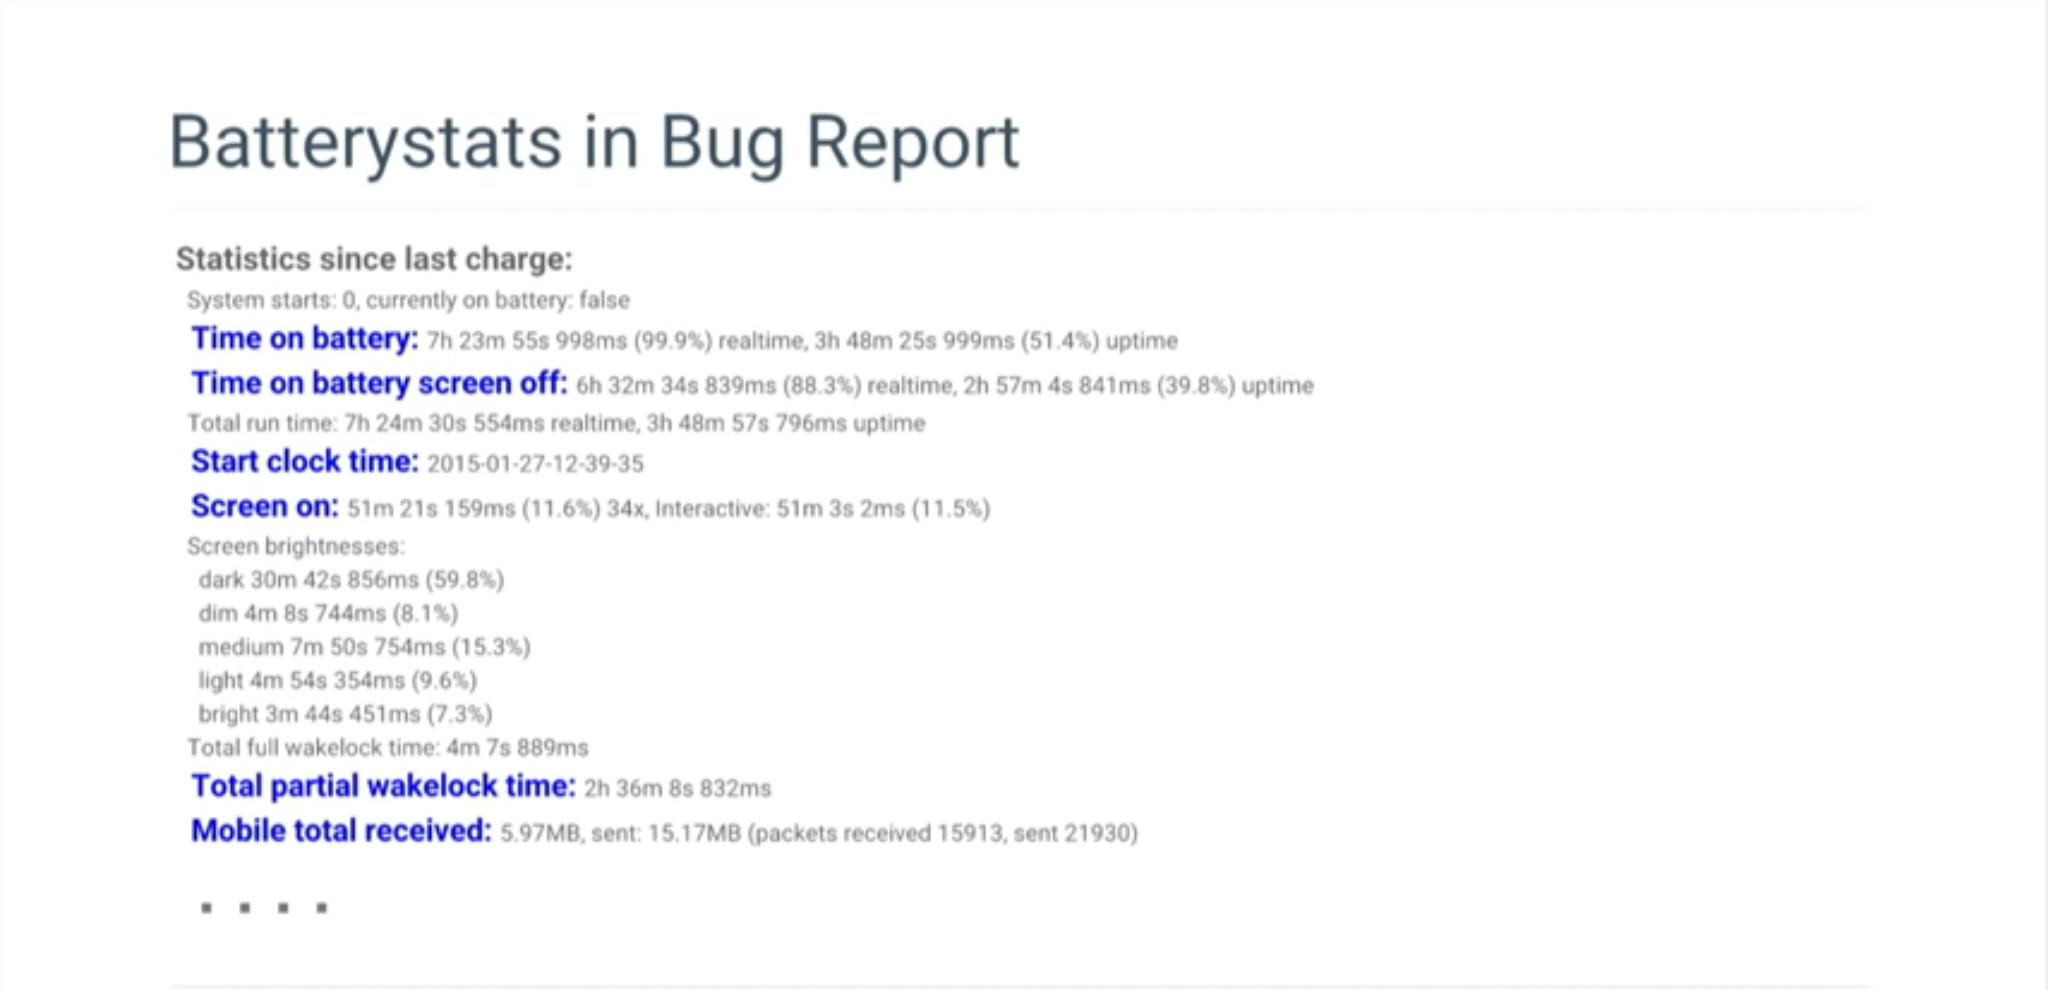 Batterystats in Bug Report
Statistics since last charge:
System starts: 0, currently on battery: false
Time on battery: 7h 23m 55s 998ms (99.9%) realtime, 3h 48m 25s 999ms (51.4%) uptime
Time on battery screen off: 6h 32m 34s 839ms (88.3%) realtime, 2h 57m 4s 841ms (39.8%) uptime
Total run time: 7h 24m 30s 554ms realtime, 3h 48m 57s 796ms uptime
Start clock time: 2015-01-27-12-39-35
Screen on: 51m 21s 159ms (11.6%) 34x, Interactive: 51m 3s 2ms (11.5%)
Screen brightnesses:
dark 30m 42s 856ms (59.8%)
dim 4m 8s 744ms (8.1%)
medium 7m 50s 754ms (15.3%)
light 4m 54s 354ms (9.6%)
bright 3m 44s 451ms (7.3%)
Total full wakelock time: 4m 7s 889ms
Total partial wakelock time: 2h 36m 8s 832ms
Mobile total received: 5.97MB, sent: 15.17MB (packets received 15913, sent 21930)
. . . .